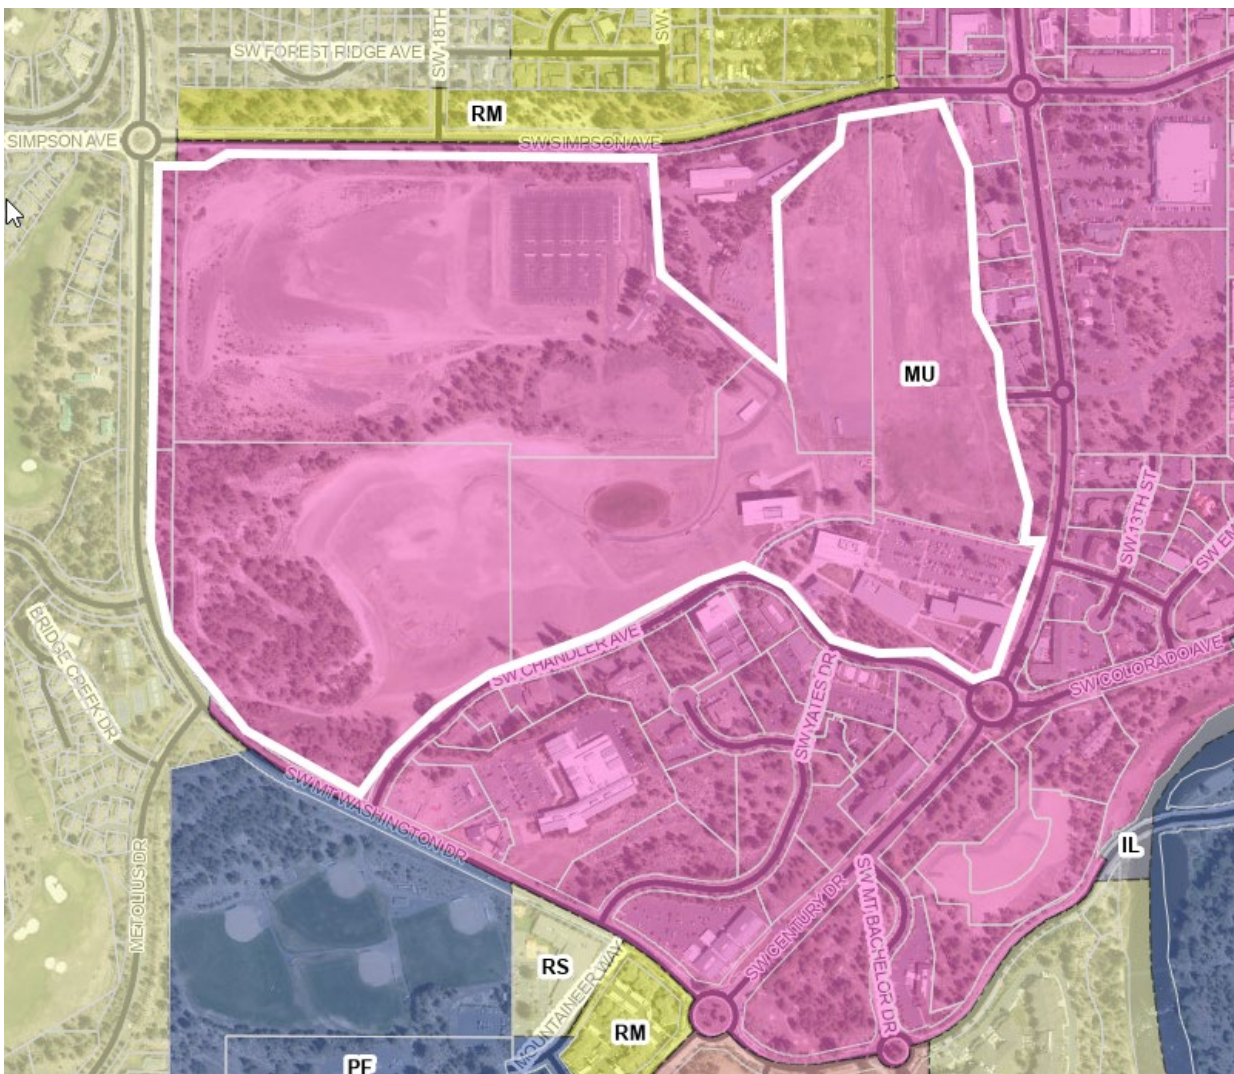 SW FOREST RIDGE AVE
SW 18TH
SW
RM
SIMPSON AVE
SW SIMPSON AVE
MU
SW 13TH ST
SW
BRIDGE CREEK DR
SW CHANDLER AVE
SW YATES DR
SW COLORADO AVE
SW MT WASHINGTON DR
METOLIUS DR
IL
SW CENTURY DR
SW MT BACHELOR DR
RS
MOUNTAINEER WAY
RM
PF